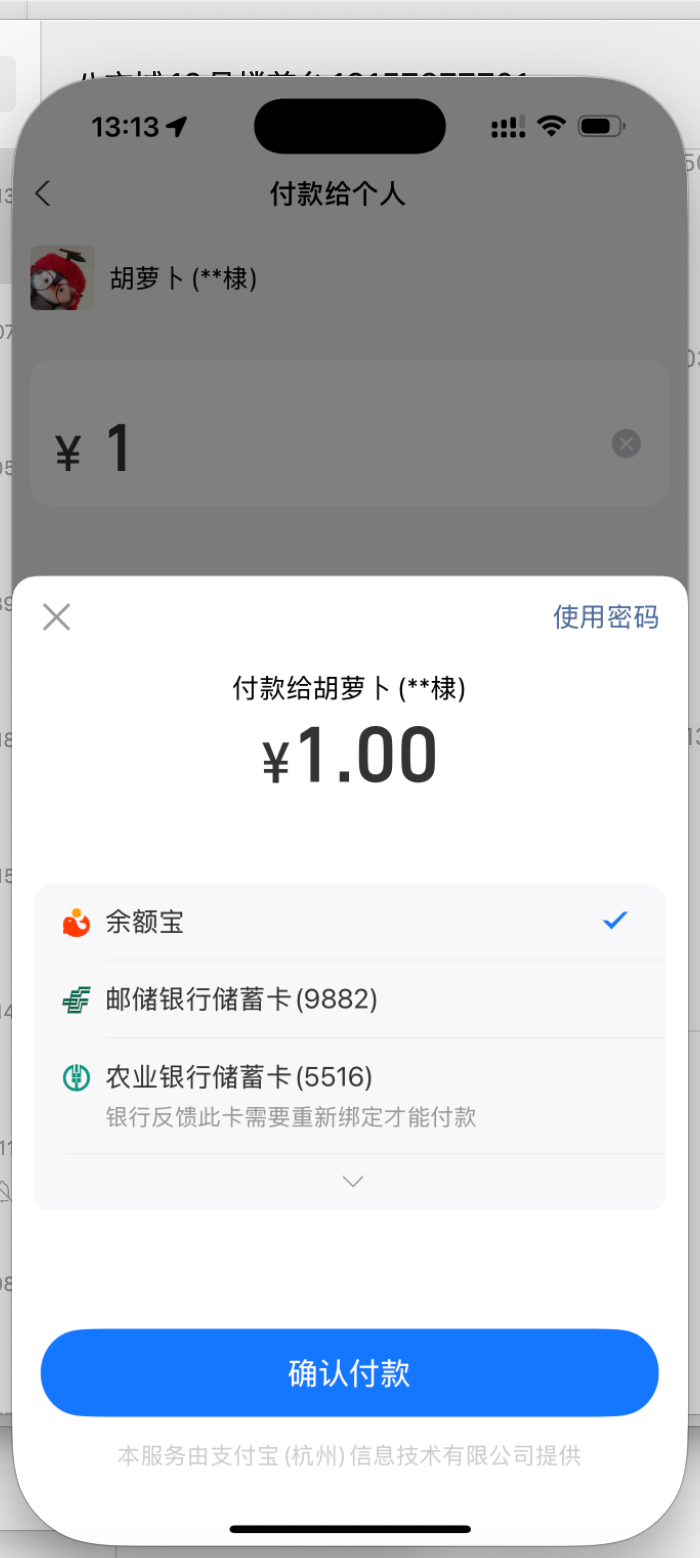 13:13
付款给个人
胡萝卜(**棣)
¥ 1
使用密码
付款给胡萝卜(**棣)
¥1.00
余额宝
邮储银行储蓄卡(9882)
农业银行储蓄卡(5516)
银行反馈此卡需要重新绑定才能付款
确认付款
本服务由支付宝(杭州)信息技术有限公司提供